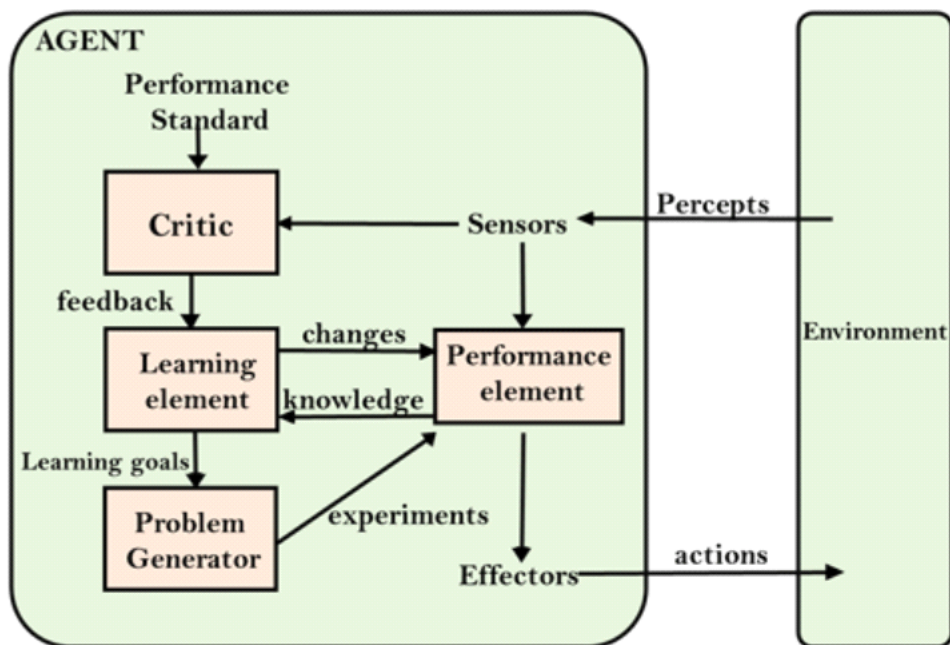 AGENT
Performance
Standard
Critic
Sensors
Percepts
feedback
changes
Learning
element
Performance
element
Environment
knowledge
Learning goals
Problem
Generator
experiments
Effectors
actions